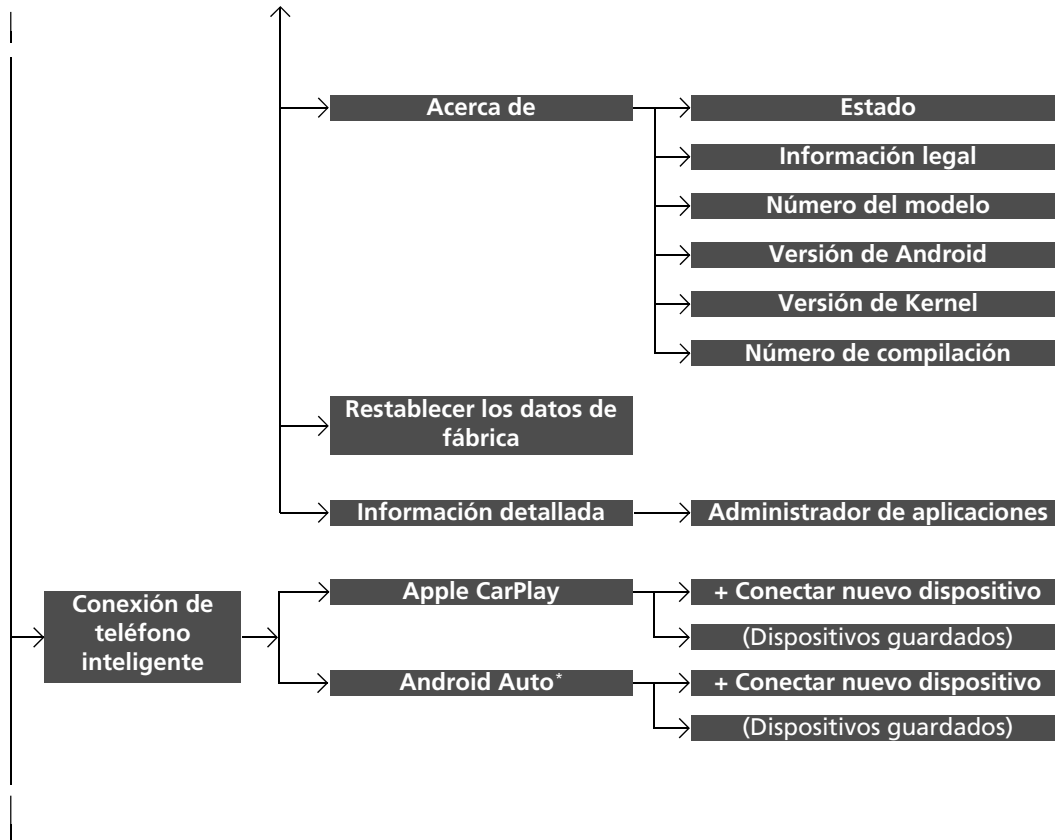 Acerca de
Estado
Información legal
Número del modelo
Versión de Android
Versión de Kernel
Número de compilación
Restablecer los datos de
fábrica
Información detallada
Administrador de aplicaciones
Conexión de
teléfono
inteligente
Apple CarPlay
+ Conectar nuevo dispositivo
(Dispositivos guardados)
Android Auto*
+ Conectar nuevo dispositivo
(Dispositivos guardados)